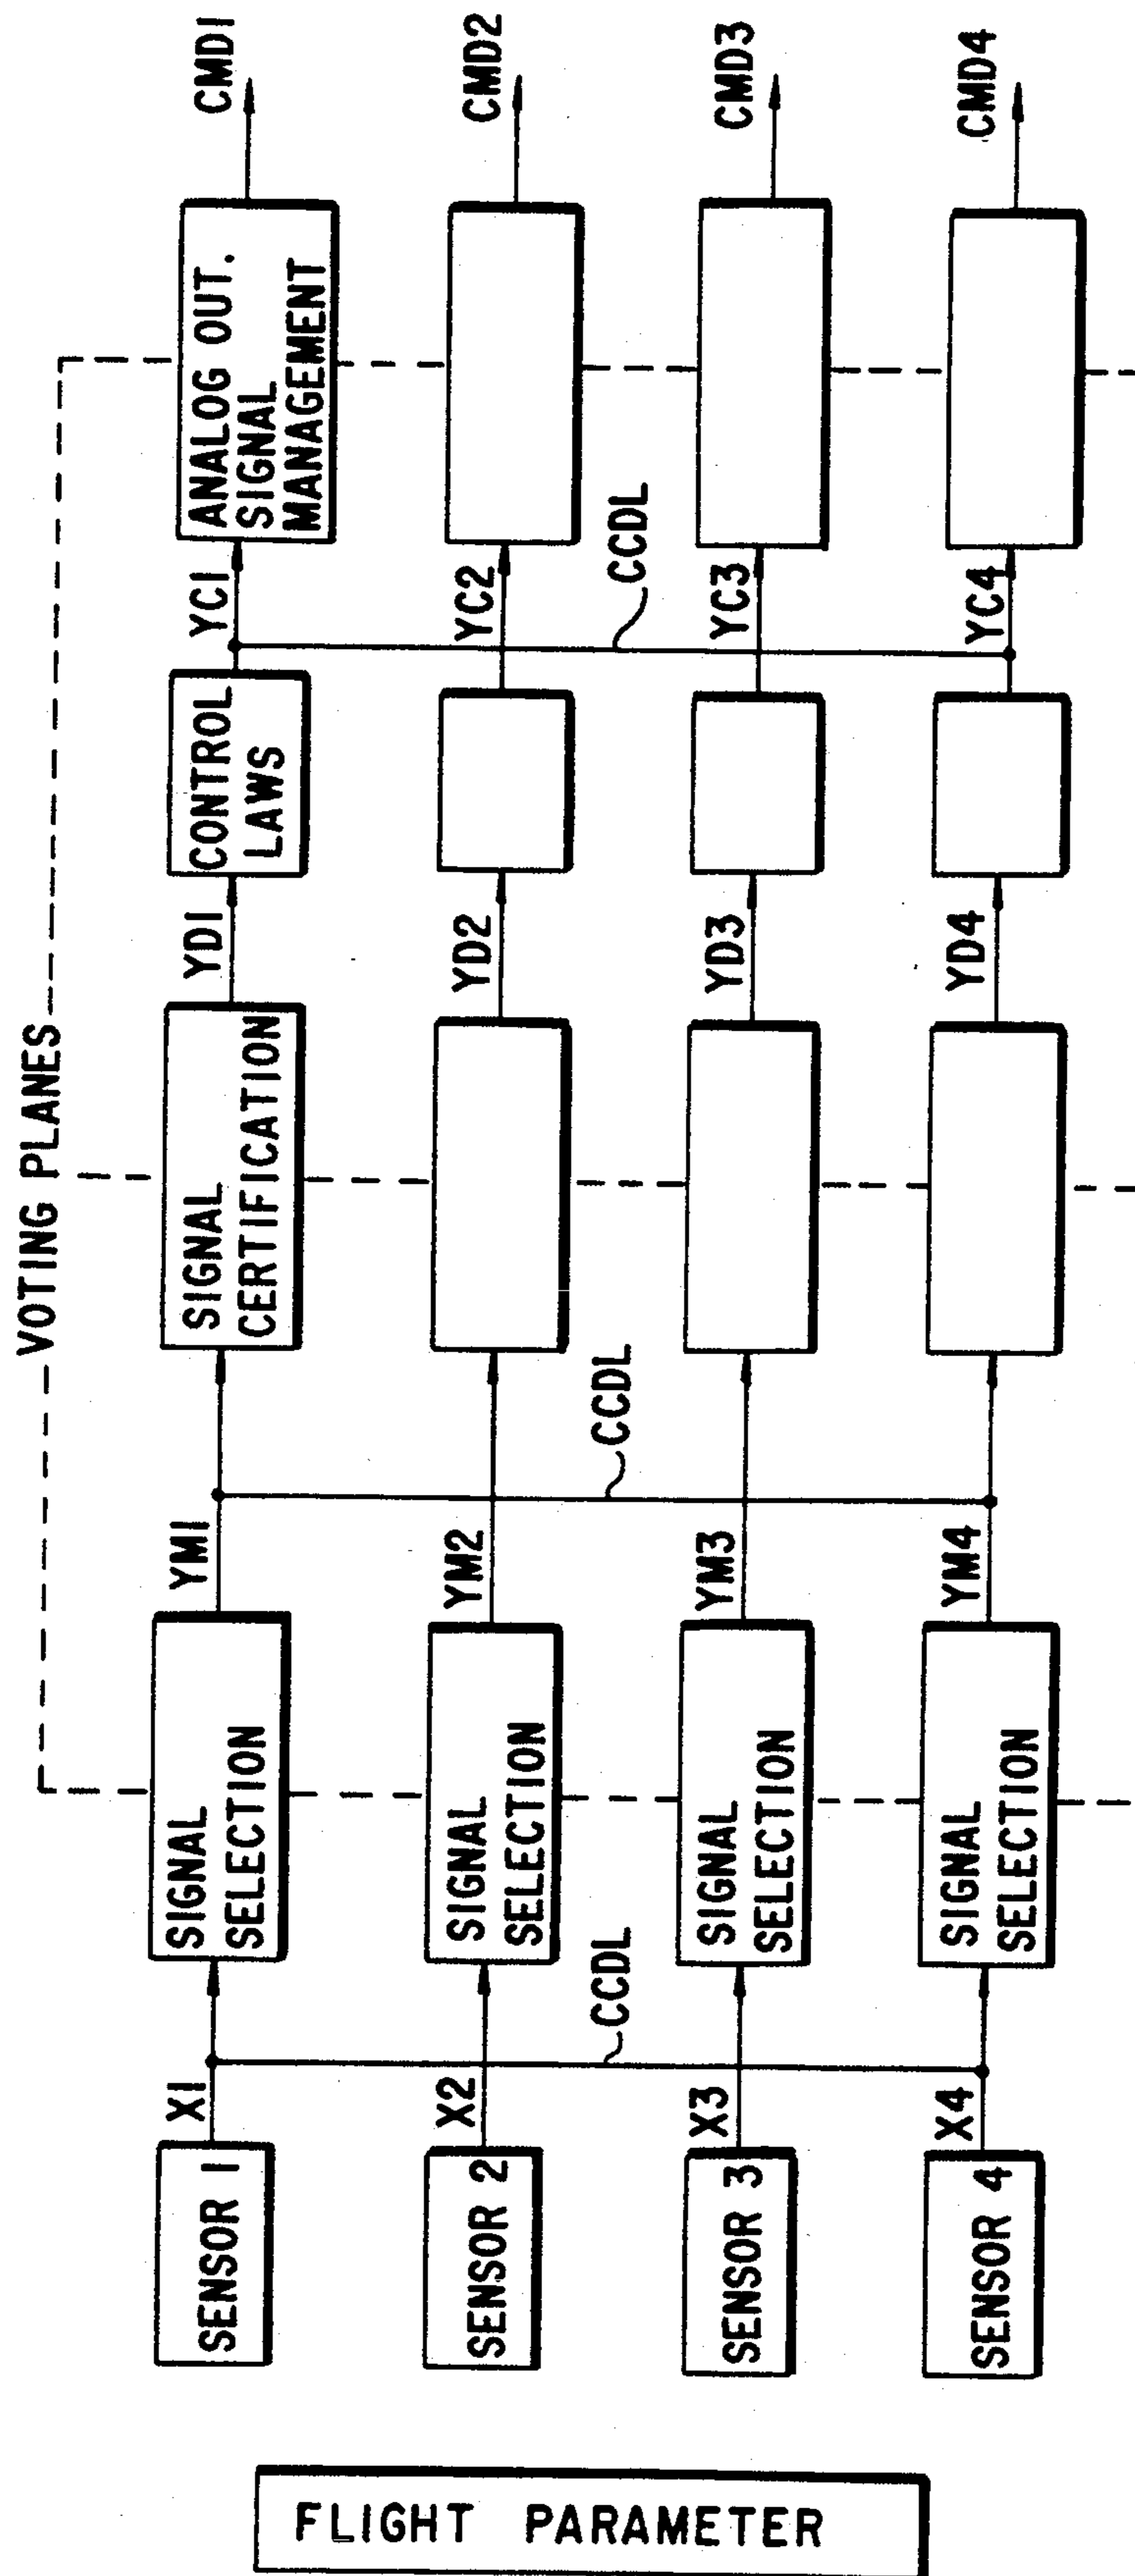 VOTING PLANES
FLIGHT PARAMETER
SENSOR 1
X1
SIGNAL
SELECTION
YM1
SIGNAL
CERTIFICATION
YD1
CONTROL
LAWS
YC1
ANALOG OUT.
SIGNAL
MANAGEMENT
CMD1
SENSOR 2
X2
SIGNAL
SELECTION
YM2
YD2
YC2
CMD2
CCDL
CCDL
CCDL
SENSOR 3
X3
SIGNAL
SELECTION
YM3
YD3
YC3
CMD3
SENSOR 4
X4
SIGNAL
SELECTION
YM4
YD4
YC4
CMD4